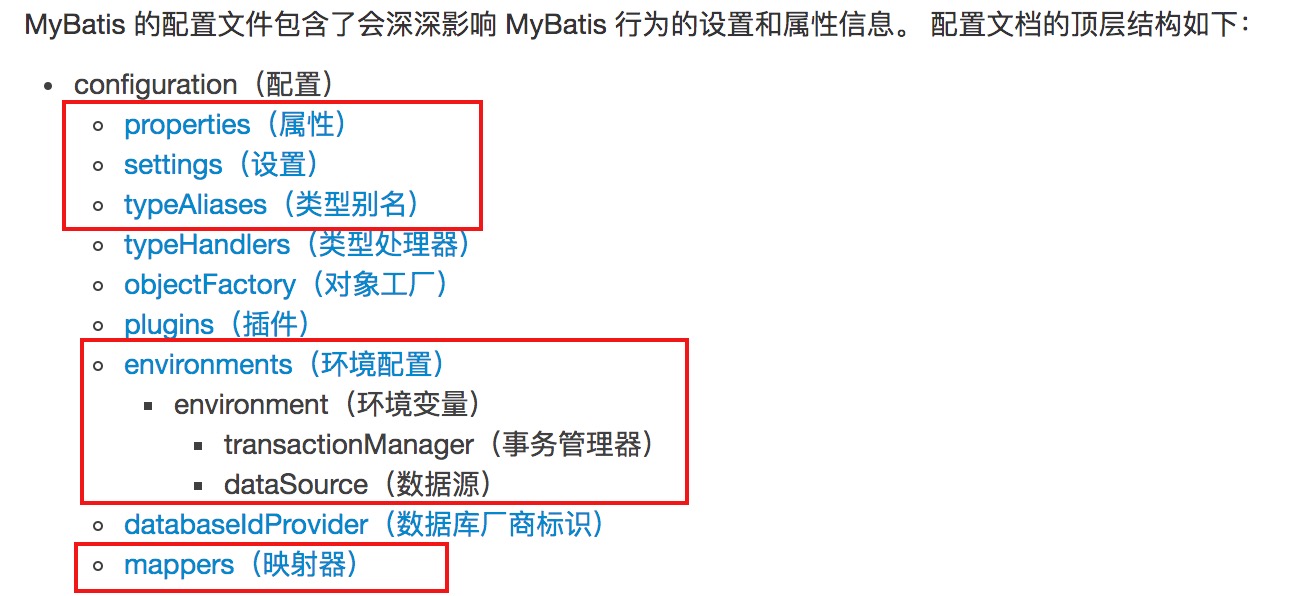 MyBatis 的配置文件包含了会深深影响 MyBatis 行为的设置和属性信息。 配置文档的顶层结构如下：
configuration（配置）
properties（属性）
settings（设置）
typeAliases（类型别名）
typeHandlers（类型处理器）
objectFactory（对象工厂）
plugins（插件）
environments（环境配置）
environment（环境变量）
transactionManager（事务管理器）
dataSource（数据源）
databaseIdProvider（数据库厂商标识）
mappers（映射器）